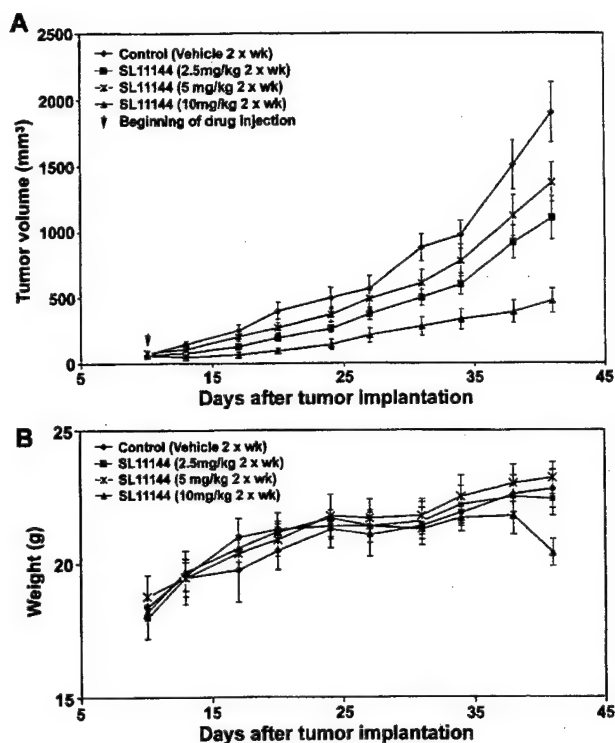 A
2500
2000
1500
1000
500
0
Tumor volume (mm³)
Control (Vehicle 2 x wk)
SL11144 (2.5mg/kg 2 x wk)
SL11144 (5 mg/kg 2 x wk)
SL11144 (10mg/kg 2 x wk)
Beginning of drug injection
5 15 25 35 45
Days after tumor implantation
B
25
20
15
Weight (g)
Control (Vehicle 2 x wk)
SL11144 (2.5mg/kg 2 x wk)
SL11144 (5 mg/kg 2 x wk)
SL11144 (10mg/kg 2 x wk)
5 15 25 35 45
Days after tumor implantation